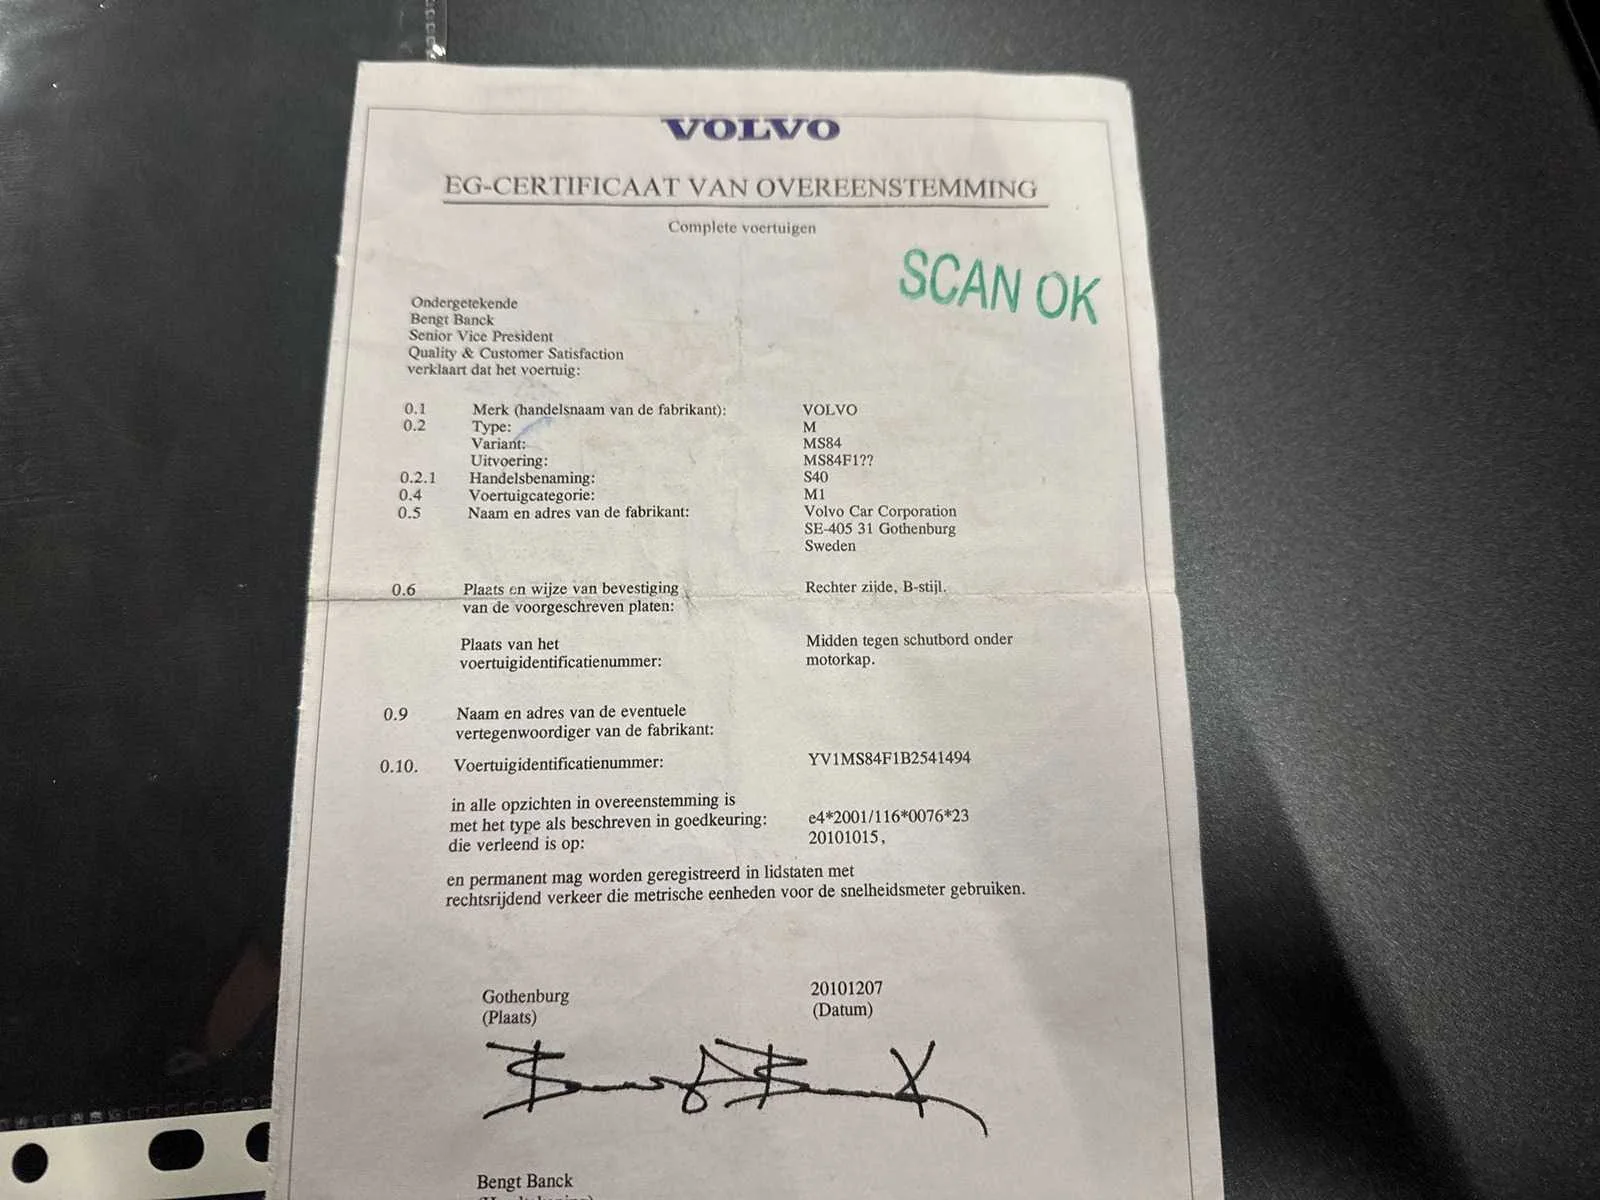 VOLVO
EG-CERTIFICAAT VAN OVEREENSTEMMING
Complete voertuigen
SCAN OK
Ondergetekende
Bengt Banck
Senior Vice President
Quality & Customer Satisfaction
verklaart dat het voertuig:
0.1 Merk (handelsnaam van de fabrikant): VOLVO
0.2 Type: M
Variant: MS84
Uitvoering: MS84F1??
0.2.1 Handelsbenaming: S40
0.4 Voertuigcategorie: M1
0.5 Naam en adres van de fabrikant: Volvo Car Corporation
SE-405 31 Gothenburg
Sweden
0.6 Plaats en wijze van bevestiging Rechter zijde, B-stijl.
van de voorgeschreven platen:
Plaats van het Midden tegen schutbord onder
voertuigidentificatienummer: motorkap.
0.9 Naam en adres van de eventuele
vertegenwoordiger van de fabrikant:
0.10. Voertuigidentificatienummer: YV1MS84F1B2541494
in alle opzichten in overeenstemming is
met het type als beschreven in goedkeuring: e4*2001/116*0076*23
die verleend is op: 20101015,
en permanent mag worden geregistreerd in lidstaten met
rechtsrijdend verkeer die metrische eenheden voor de snelheidsmeter gebruiken.
Gothenburg 20101207
(Plaats) (Datum)
Bengt Banck